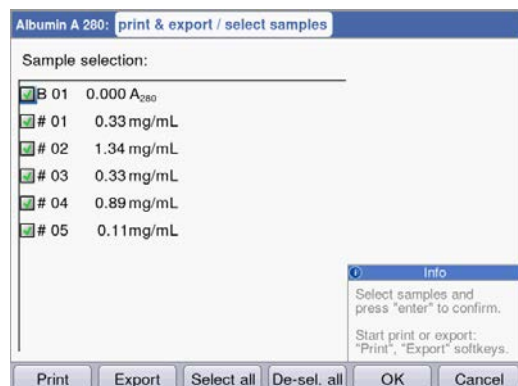 Albumin A 280: print & export / select samples
Sample selection:
B 01 0.000 A280
# 01 0.33 mg/mL
# 02 1.34 mg/mL
# 03 0.33 mg/mL
# 04 0.89 mg/mL
# 05 0.11mg/mL
Info
Select samples and
press "enter" to confirm.
Start print or export:
"Print", "Export" softkeys.
Print Export Select all De-sel. all OK Cancel